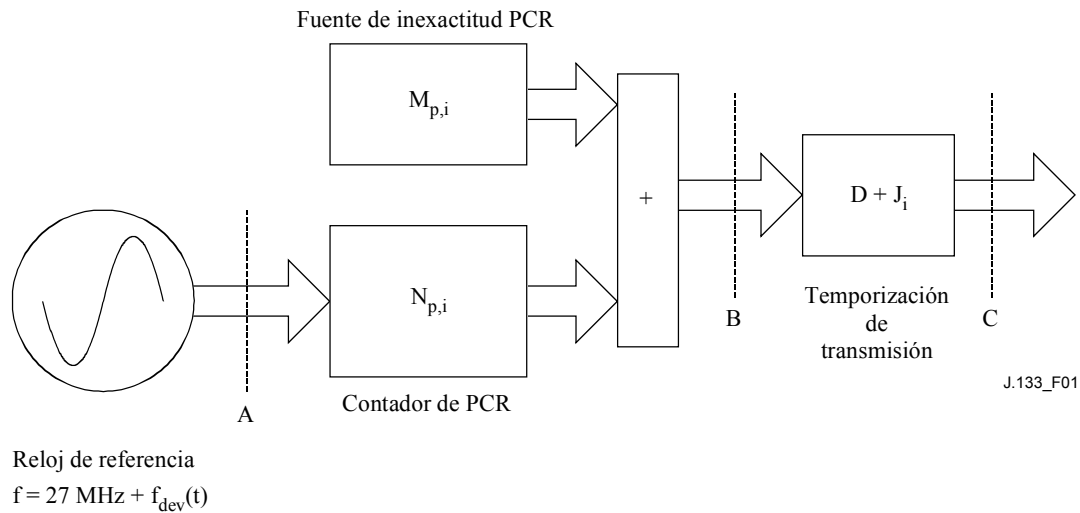 Fuente de inexactitud PCR
M_{p,i}
+
D + J_i
N_{p,i}
Temporización
de
transmisión
B
C
A
Contador de PCR
J.133_F01
Reloj de referencia
f = 27 MHz + f_{dev}(t)